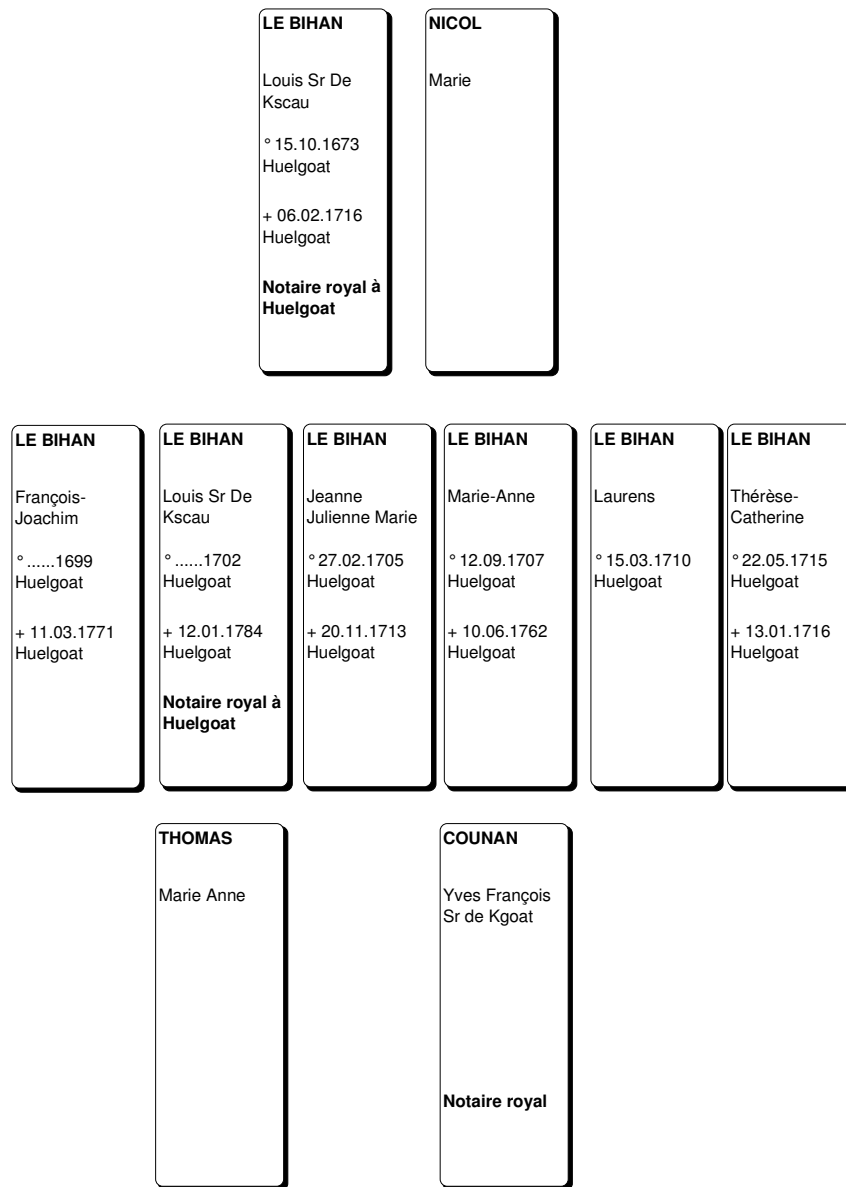 LE BIHAN
Louis Sr De
Kscau
° 15.10.1673
Huelgoat
+ 06.02.1716
Huelgoat
Notaire royal à
Huelgoat
NICOL
Marie
LE BIHAN
François-
Joachim
° ......1699
Huelgoat
+ 11.03.1771
Huelgoat
LE BIHAN
Louis Sr De
Kscau
° ......1702
Huelgoat
+ 12.01.1784
Huelgoat
Notaire royal à
Huelgoat
LE BIHAN
Jeanne
Julienne Marie
° 27.02.1705
Huelgoat
+ 20.11.1713
Huelgoat
LE BIHAN
Marie-Anne
° 12.09.1707
Huelgoat
+ 10.06.1762
Huelgoat
LE BIHAN
Laurens
° 15.03.1710
Huelgoat
LE BIHAN
Thérèse-
Catherine
° 22.05.1715
Huelgoat
+ 13.01.1716
Huelgoat
THOMAS
Marie Anne
COUNAN
Yves François
Sr de Kgoat
Notaire royal